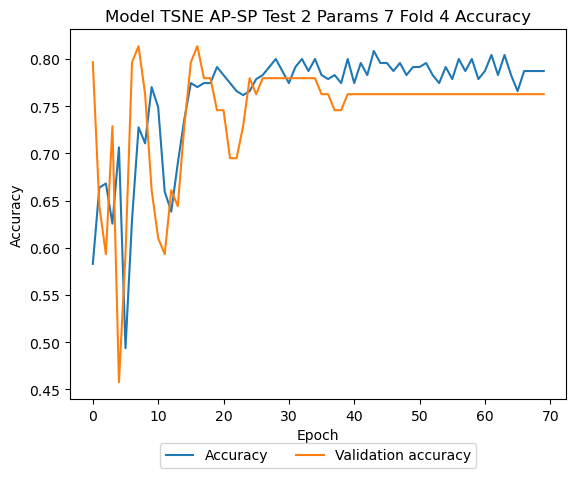 Model TSNE AP-SP Test 2 Params 7 Fold 4 Accuracy
0.80
0.75
0.70
0.65
0.60
0.55
0.50
0.45
Accuracy
0 10 20 30 40 50 60 70
Epoch
Accuracy Validation accuracy